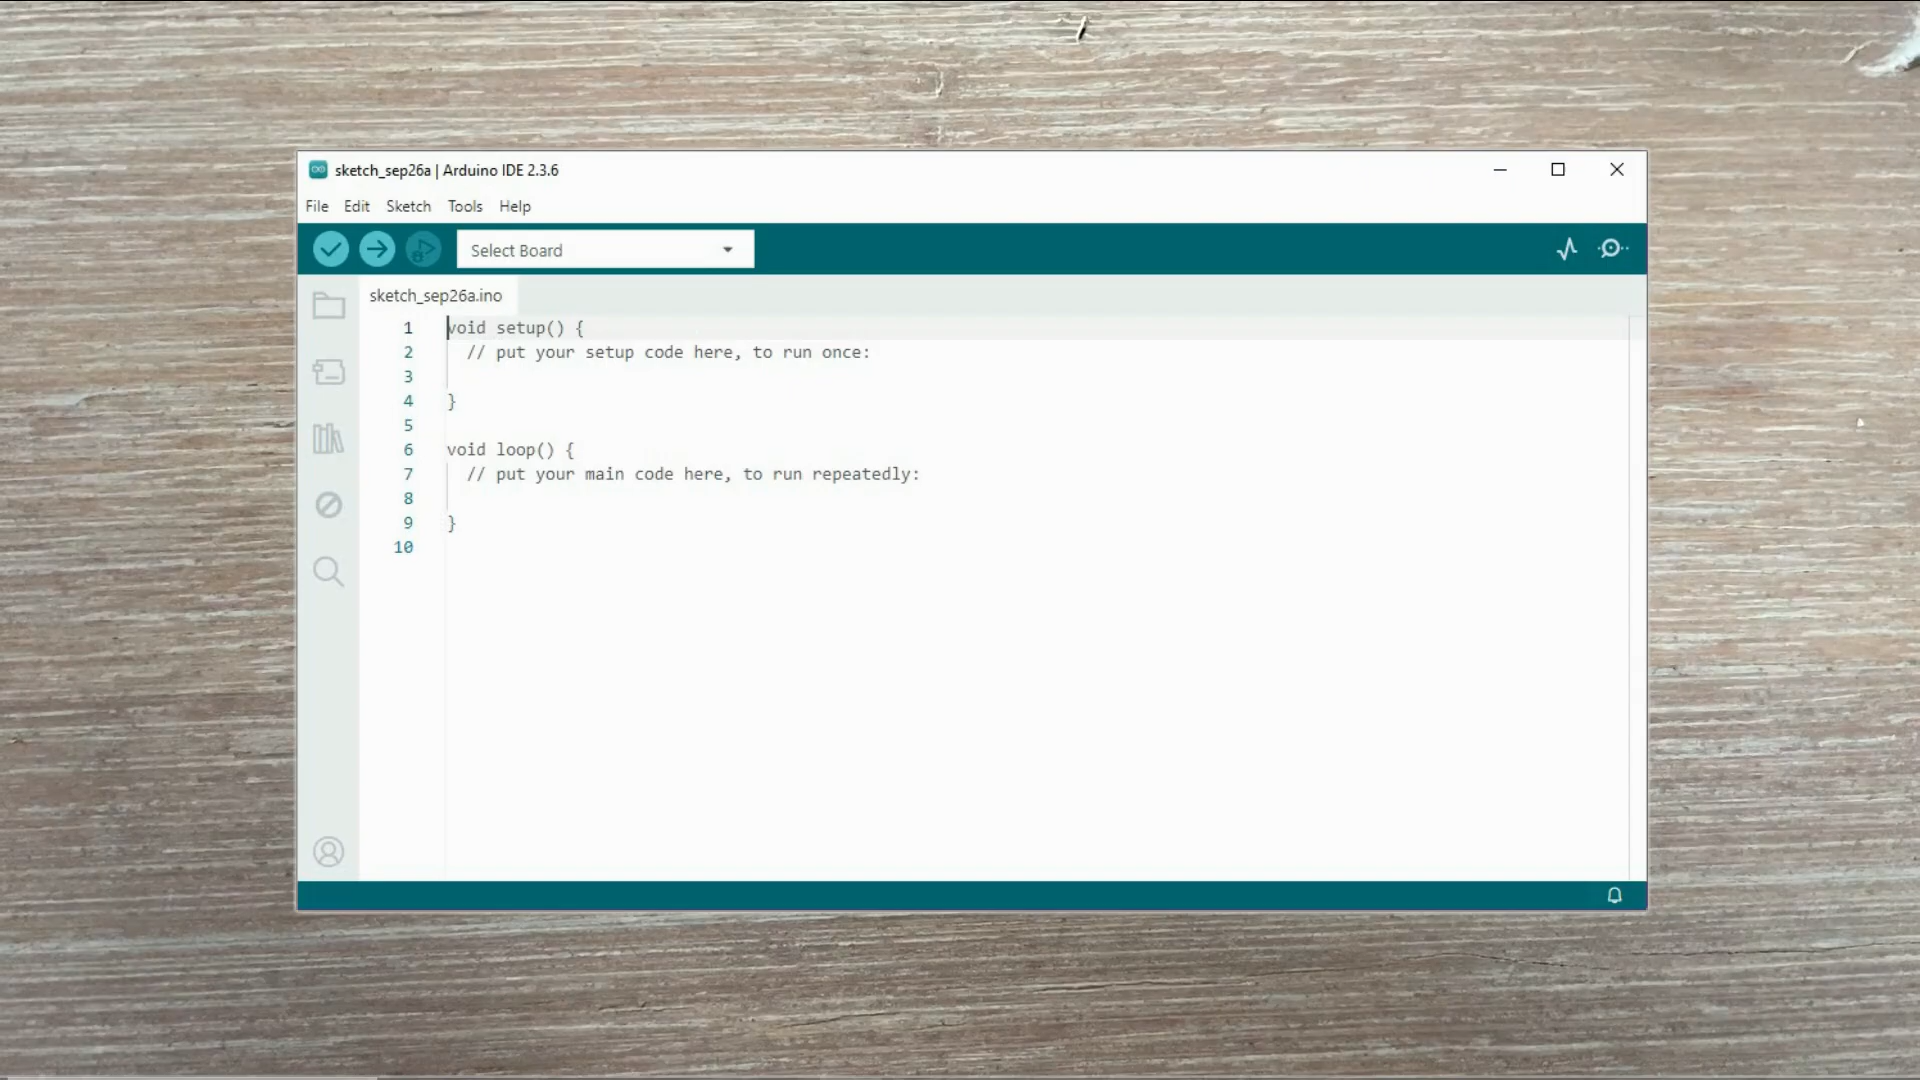 sketch_sep26a | Arduino IDE 2.3.6
File Edit Sketch Tools Help
Select Board
sketch_sep26a.ino
1 void setup() {
2 // put your setup code here, to run once:
3
4 }
5
6 void loop() {
7 // put your main code here, to run repeatedly:
8
9 }
10